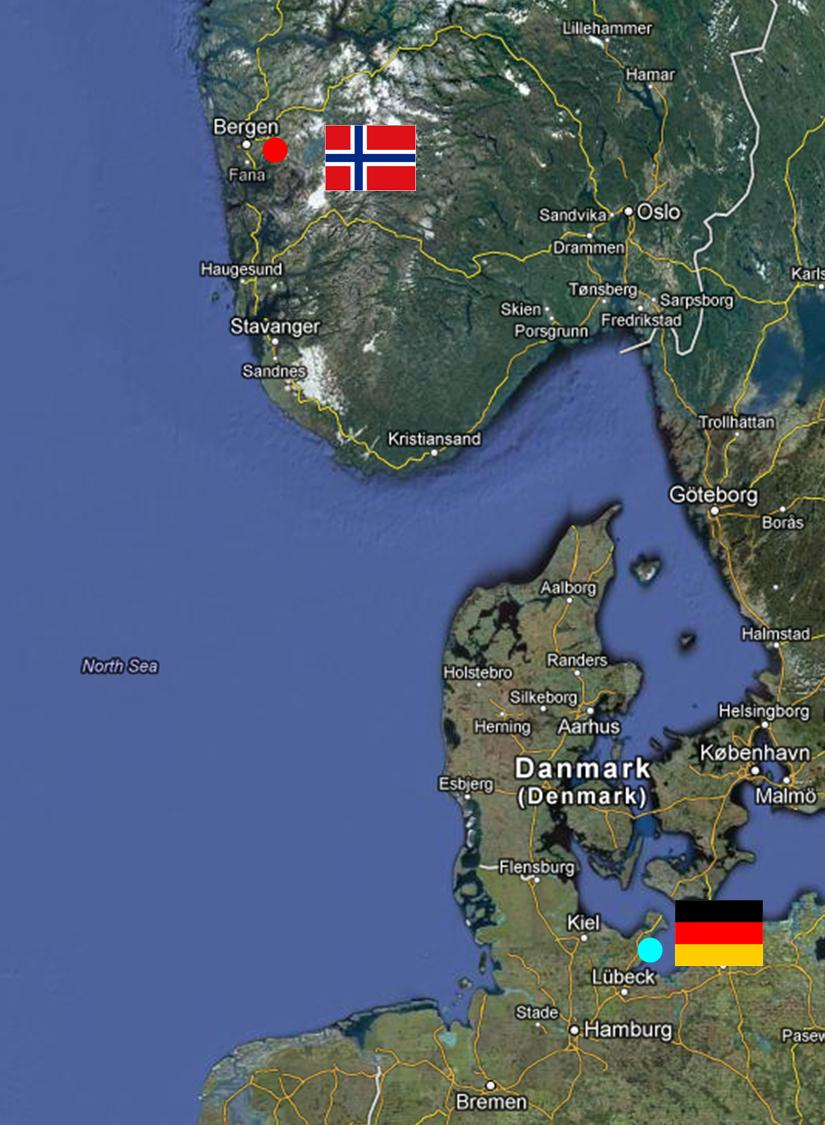 Lillehammer
Hamar
Bergen
Fana
Sandvika
Oslo
Drammen
Haugesund
Karls
Tønsberg
Sarpsborg
Skien
Fredrikstad
Stavanger
Porsgrunn
Sandnes
Trollhättan
Kristiansand
Göteborg
Borås
Aalborg
Halmstad
North Sea
Randers
Holstebro
Silkeborg
Helsingborg
Herning
Aarhus
København
Danmark
(Denmark)
Esbjerg
Malmö
Flensburg
Kiel
Lübeck
Stade
Hamburg
Pasew
Bremen